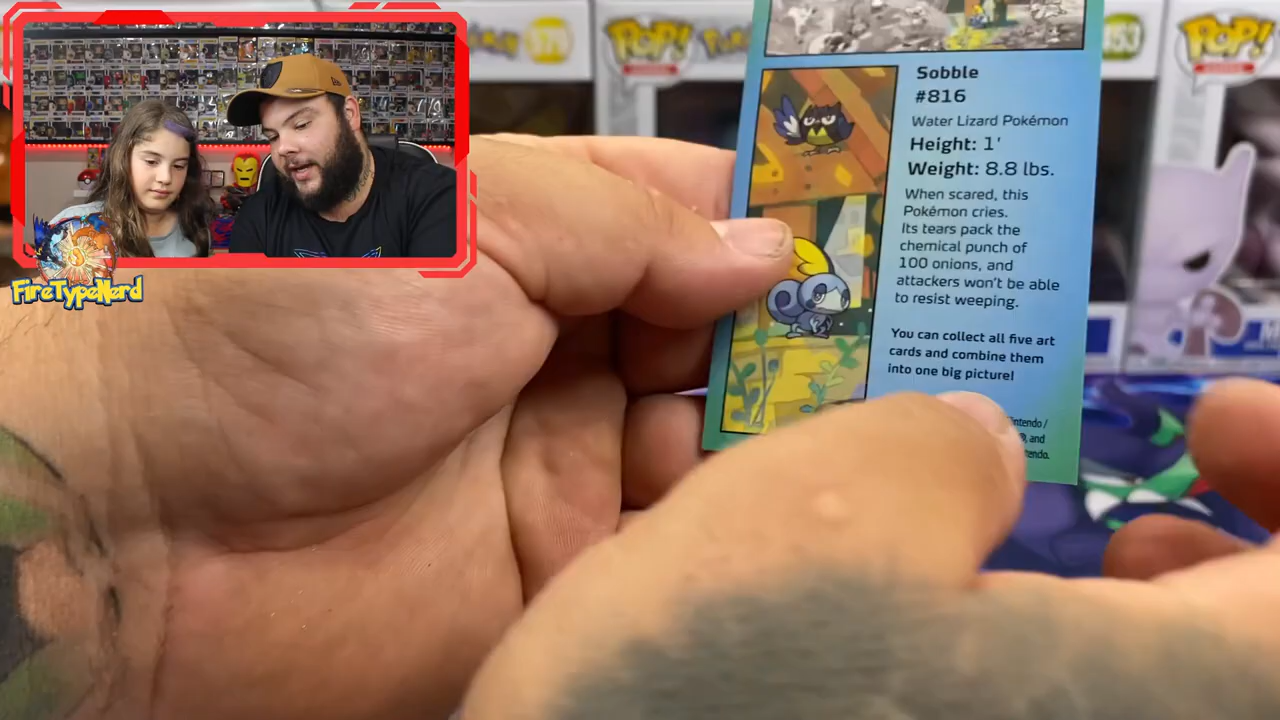 POP!
POP!
Sobble
#816
Water Lizard Pokémon
Height: 1'
Weight: 8.8 lbs.
When scared, this
Pokémon cries.
Its tears pack the
chemical punch of
100 onions, and
attackers won't be able
to resist weeping.
You can collect all five art
cards and combine them
into one big picture!
Nintendo /
and
FireTypeNerd